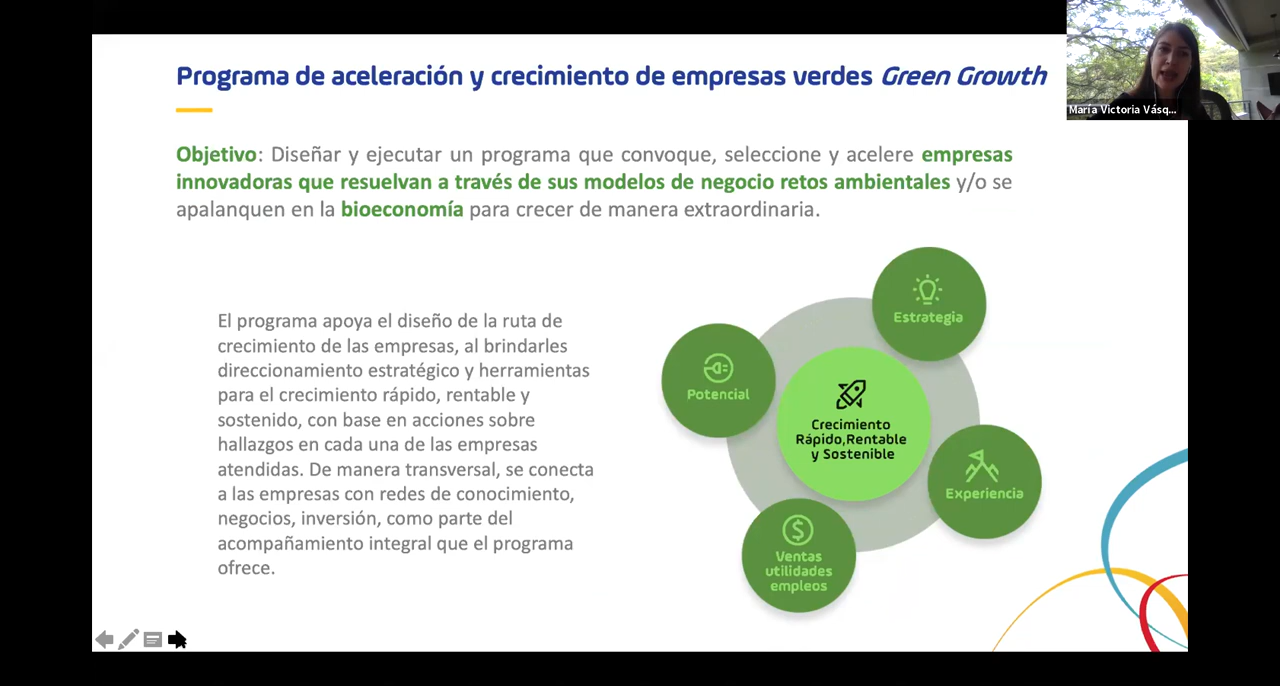 Programa de aceleración y crecimiento de empresas verdes Green Growth
María Victoria Vásq...
Objetivo: Diseñar y ejecutar un programa que convoque, seleccione y acelere empresas
innovadoras que resuelvan a través de sus modelos de negocio retos ambientales y/o se
apalanquen en la bioeconomía para crecer de manera extraordinaria.
El programa apoya el diseño de la ruta de
crecimiento de las empresas, al brindarles
direccionamiento estratégico y herramientas
para el crecimiento rápido, rentable y
sostenido, con base en acciones sobre
hallazgos en cada una de las empresas
atendidas. De manera transversal, se conecta
a las empresas con redes de conocimiento,
negocios, inversión, como parte del
acompañamiento integral que el programa
ofrece.
Estrategia
Potencial
Crecimiento
Rápido,Rentable
y Sostenible
Experiencia
Ventas
utilidades
empleos